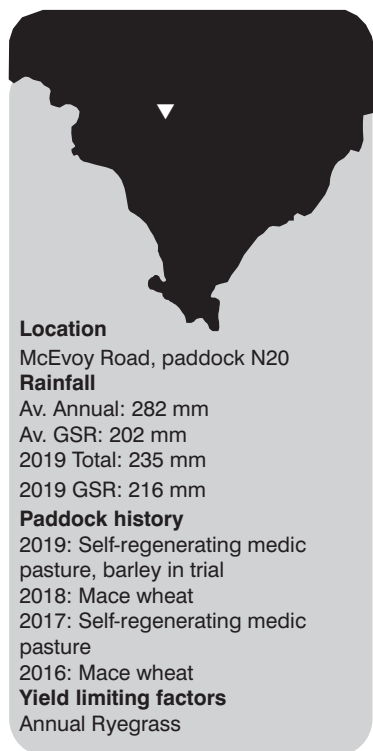 Location
McEvoy Road, paddock N20
Rainfall
Av. Annual: 282 mm
Av. GSR: 202 mm
2019 Total: 235 mm
2019 GSR: 216 mm
Paddock history
2019: Self-regenerating medic
pasture, barley in trial
2018: Mace wheat
2017: Self-regenerating medic
pasture
2016: Mace wheat
Yield limiting factors
Annual Ryegrass